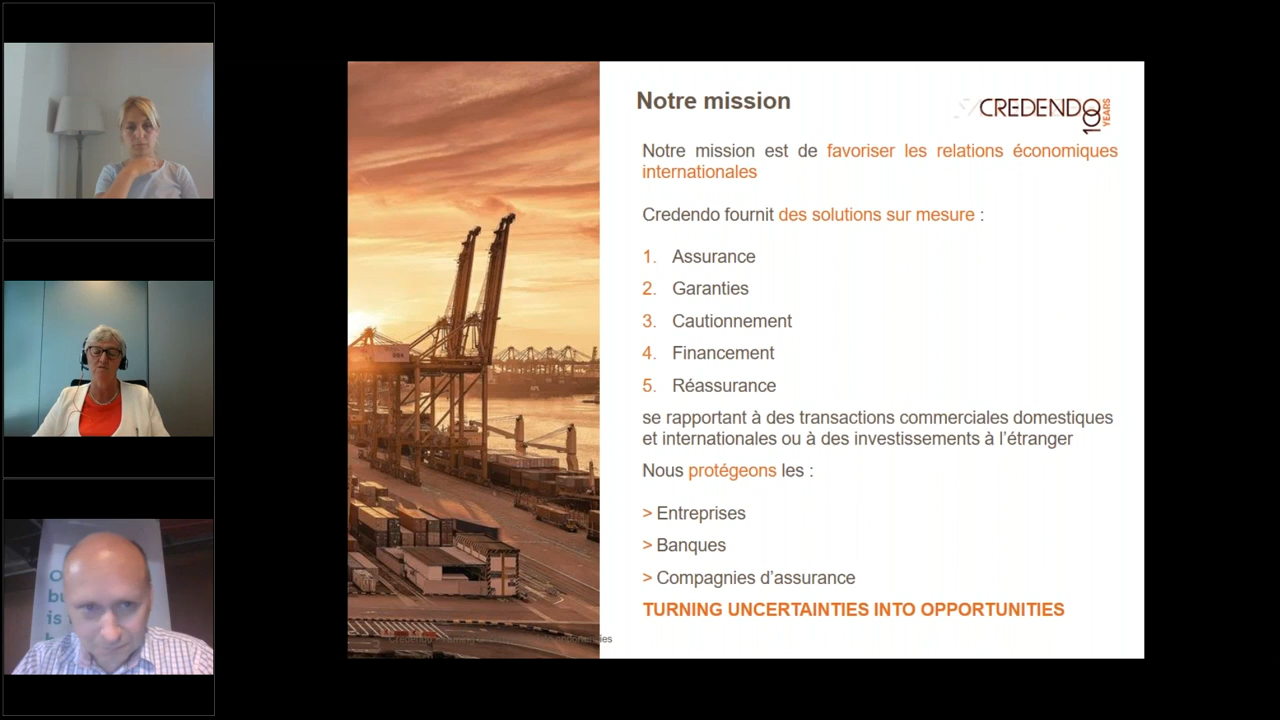 Notre mission
CREDENDO
100 YEARS
Notre mission est de favoriser les relations économiques
internationales
Credendo fournit des solutions sur mesure :
1. Assurance
2. Garanties
3. Cautionnement
4. Financement
5. Réassurance
se rapportant à des transactions commerciales domestiques
et internationales ou à des investissements à l’étranger
Nous protégeons les :
> Entreprises
> Banques
> Compagnies d’assurance
TURNING UNCERTAINTIES INTO OPPORTUNITIES
Credendo
is